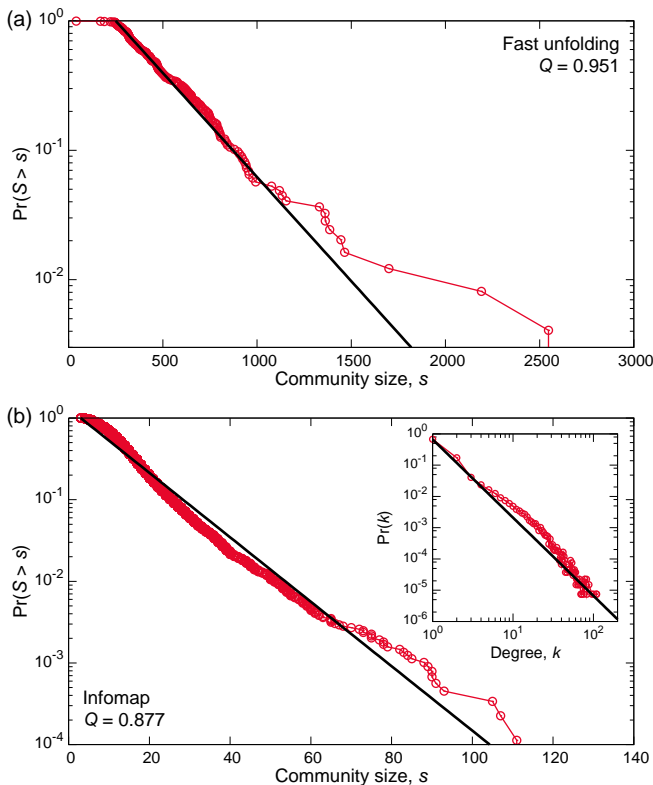 (a)
Fast unfolding
Q = 0.951
Pr(S > s)
10^0
10^-1
10^-2
0 500 1000 1500 2000 2500 3000
Community size, s
(b)
Pr(S > s)
10^0
10^-1
10^-2
10^-3
10^-4
Infomap
Q = 0.877
0 20 40 60 80 100 120 140
Community size, s
Pr(k)
10^0
10^-1
10^-2
10^-3
10^-4
10^-5
10^-6
10^0 10^1 10^2
Degree, k